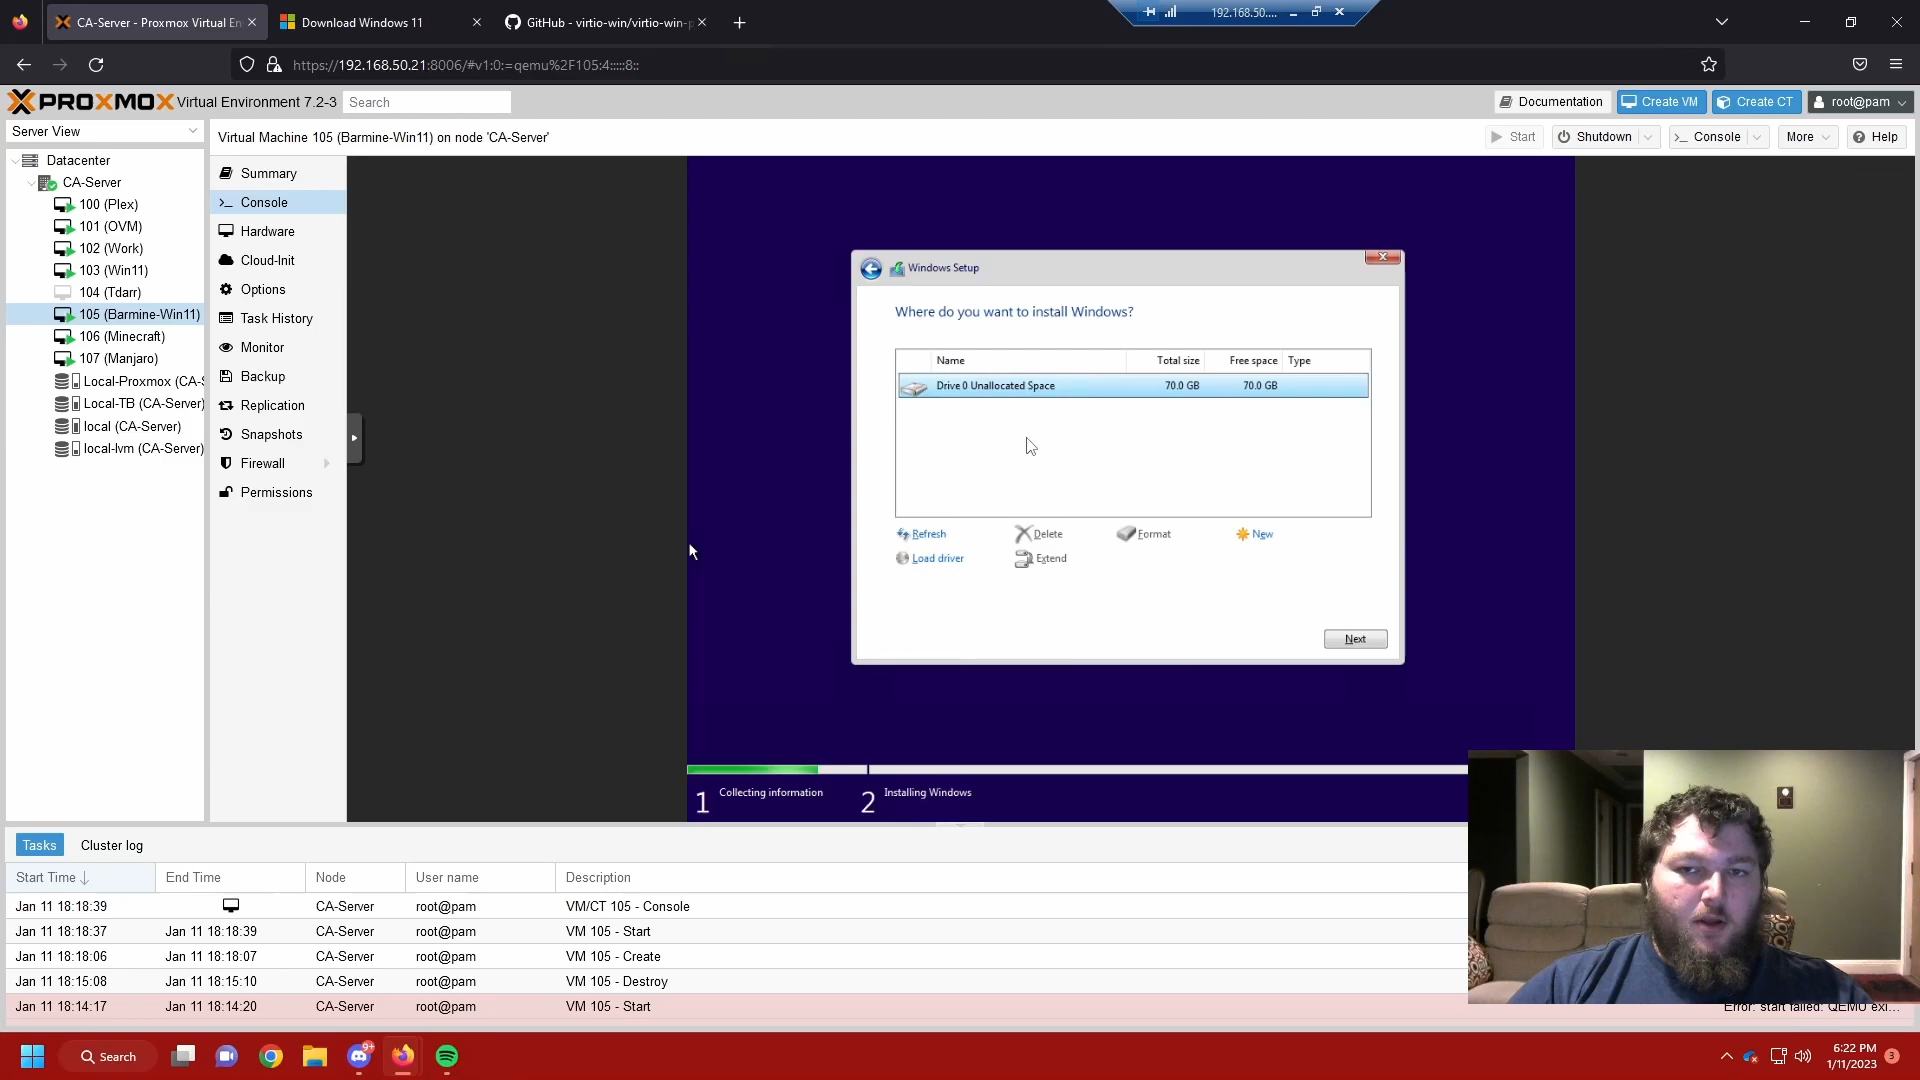 CA-Server - Proxmox Virtual En
Download Windows 11
GitHub - virtio-win/virtio-win-p
192.168.50....
https://192.168.50.21:8006/#v1:0:=qemu%2F105:4:::::8::
PROXMOX Virtual Environment 7.2-3
Search
Documentation
Create VM
Create CT
root@pam
Server View
Virtual Machine 105 (Barmine-Win11) on node 'CA-Server'
Start
Shutdown
Console
More
Help
Datacenter
CA-Server
100 (Plex)
101 (OVM)
102 (Work)
103 (Win11)
104 (Tdarr)
105 (Barmine-Win11)
106 (Minecraft)
107 (Manjaro)
Local-Proxmox (CA-S
Local-TB (CA-Server)
local (CA-Server)
local-lvm (CA-Server)
Summary
Console
Hardware
Cloud-Init
Options
Task History
Monitor
Backup
Replication
Snapshots
Firewall
Permissions
Windows Setup
Where do you want to install Windows?
Name Total size Free space Type
Drive 0 Unallocated Space 70.0 GB 70.0 GB
Refresh Delete Format New
Load driver Extend
Next
1 Collecting information 2 Installing Windows
Tasks Cluster log
Start Time End Time Node User name Description
Jan 11 18:18:39 CA-Server root@pam VM/CT 105 - Console
Jan 11 18:18:37 Jan 11 18:18:39 CA-Server root@pam VM 105 - Start
Jan 11 18:18:06 Jan 11 18:18:07 CA-Server root@pam VM 105 - Create
Jan 11 18:15:08 Jan 11 18:15:10 CA-Server root@pam VM 105 - Destroy
Jan 11 18:14:17 Jan 11 18:14:20 CA-Server root@pam VM 105 - Start Error: start failed: QEMU exi...
Search
9+
6:22 PM
1/11/2023
3